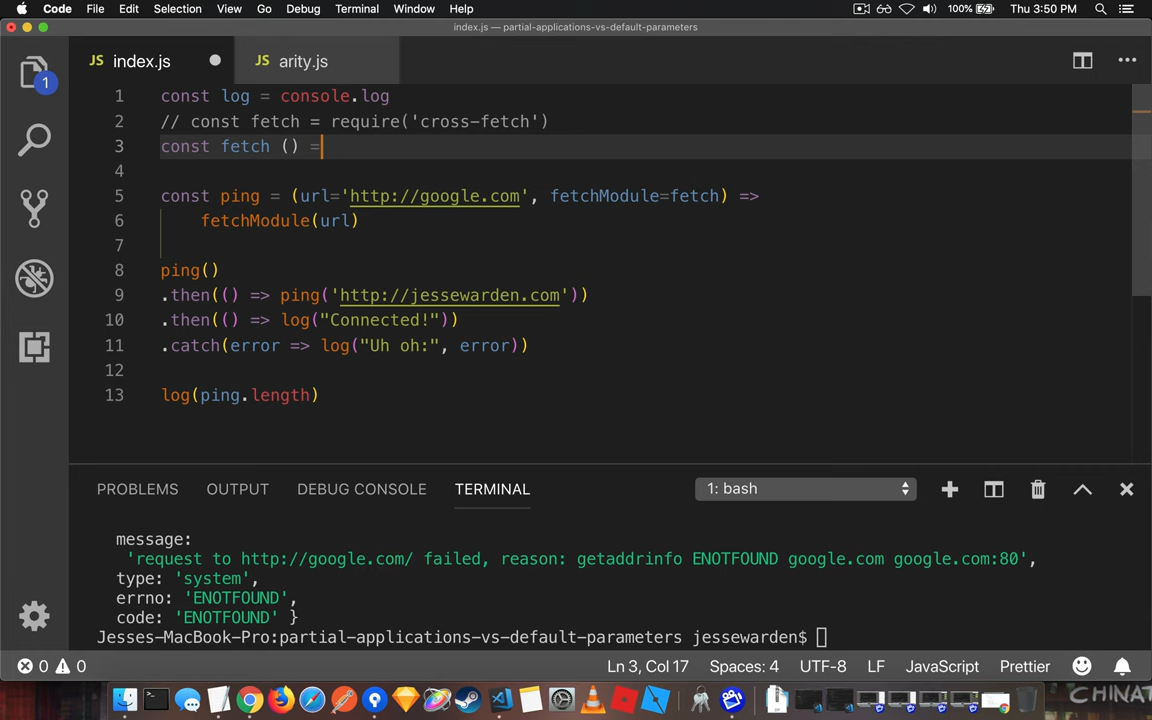 Code File Edit Selection View Go Debug Terminal Window Help 100% Thu 3:50 PM
index.js — partial-applications-vs-default-parameters
JS index.js JS arity.js
1
1 const log = console.log
2 // const fetch = require('cross-fetch')
3 const fetch () =
4
5 const ping = (url='http://google.com', fetchModule=fetch) =>
6 fetchModule(url)
7
8 ping()
9 .then(() => ping('http://jessewarden.com'))
10 .then(() => log("Connected!"))
11 .catch(error => log("Uh oh:", error))
12
13 log(ping.length)
PROBLEMS OUTPUT DEBUG CONSOLE TERMINAL 1: bash
message:
'request to http://google.com/ failed, reason: getaddrinfo ENOTFOUND google.com google.com:80',
type: 'system',
errno: 'ENOTFOUND',
code: 'ENOTFOUND' }
Jesses-MacBook-Pro:partial-applications-vs-default-parameters jessewarden$
0 0 Ln 3, Col 17 Spaces: 4 UTF-8 LF JavaScript Prettier